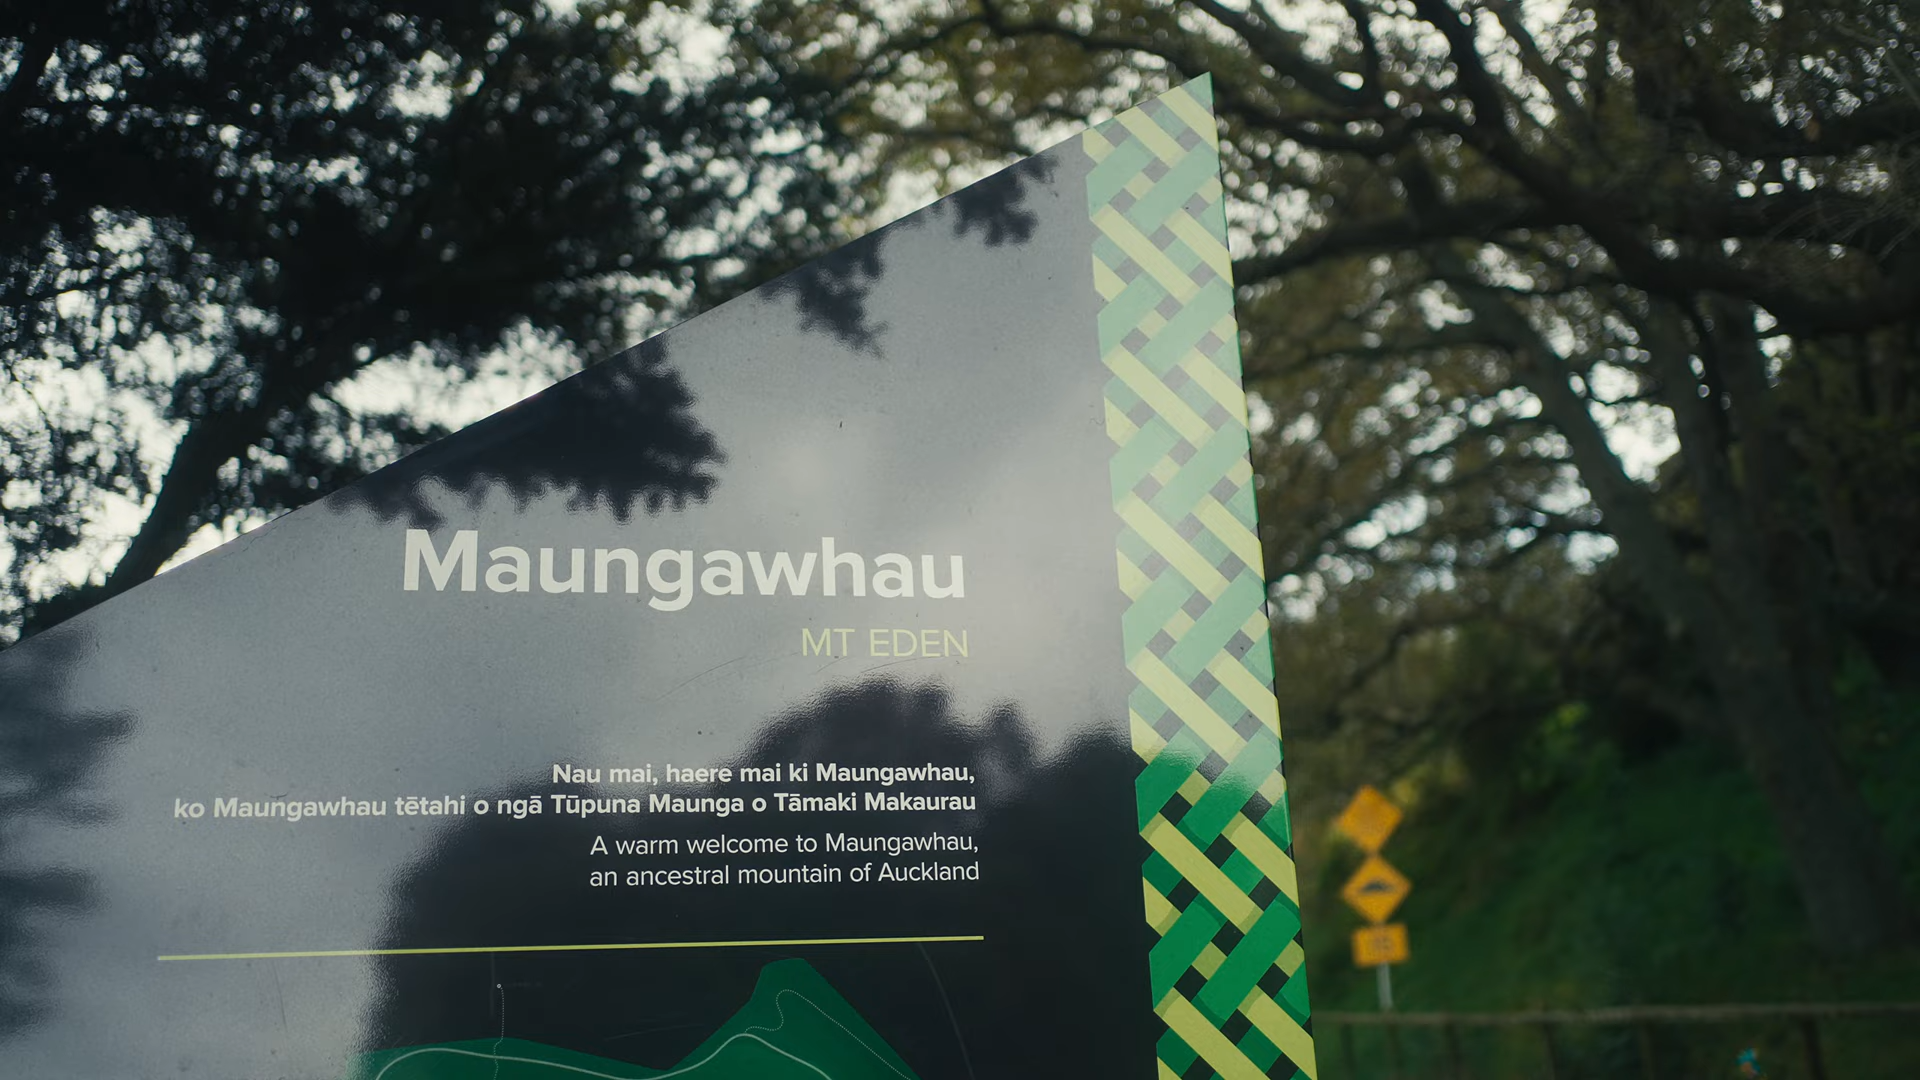 Maungawhau
MT EDEN
Nau mai, haere mai ki Maungawhau,
ko Maungawhau tētahi o ngā Tūpuna Maunga o Tāmaki Makaurau
A warm welcome to Maungawhau,
an ancestral mountain of Auckland